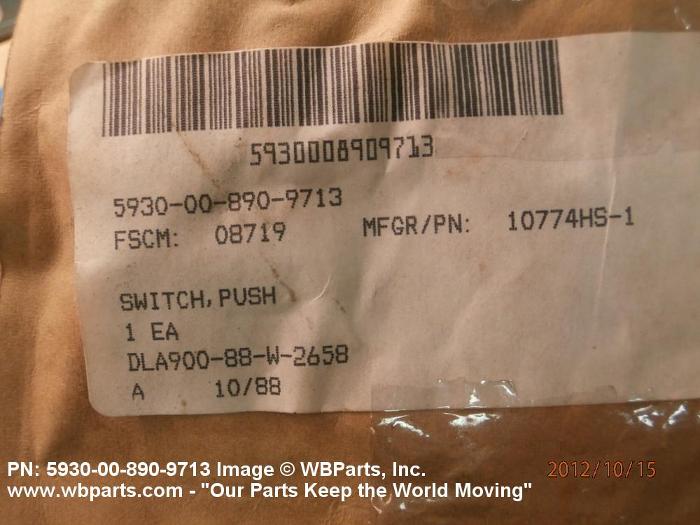 5930008909713
5930-00-890-9713
FSCM: 08719 MFGR/PN: 10774HS-1
SWITCH, PUSH
1 EA
DLA900-88-W-2658
A 10/88
PN: 5930-00-890-9713 Image © WBParts, Inc.
2012/10/15
www.wbparts.com - "Our Parts Keep the World Moving"